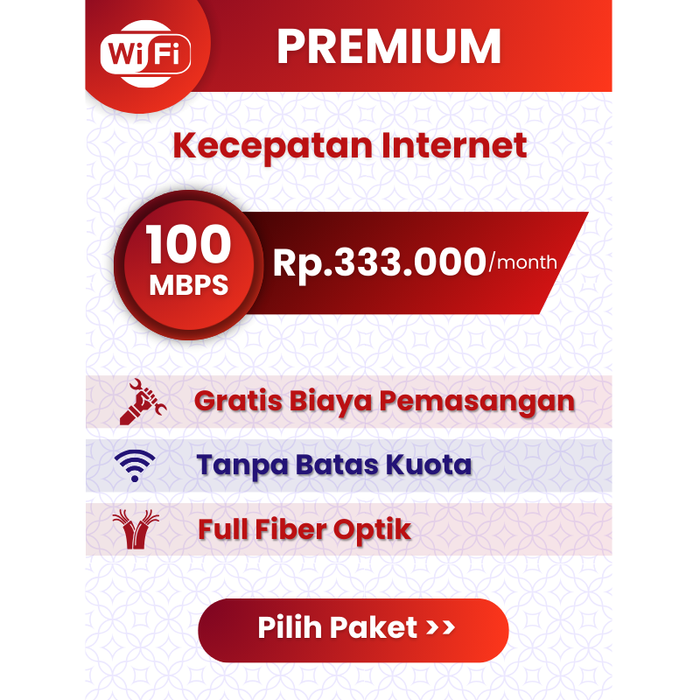 WiFi
PREMIUM
Kecepatan Internet
100
MBPS
Rp.333.000/month
Gratis Biaya Pemasangan
Tanpa Batas Kuota
Full Fiber Optik
Pilih Paket >>